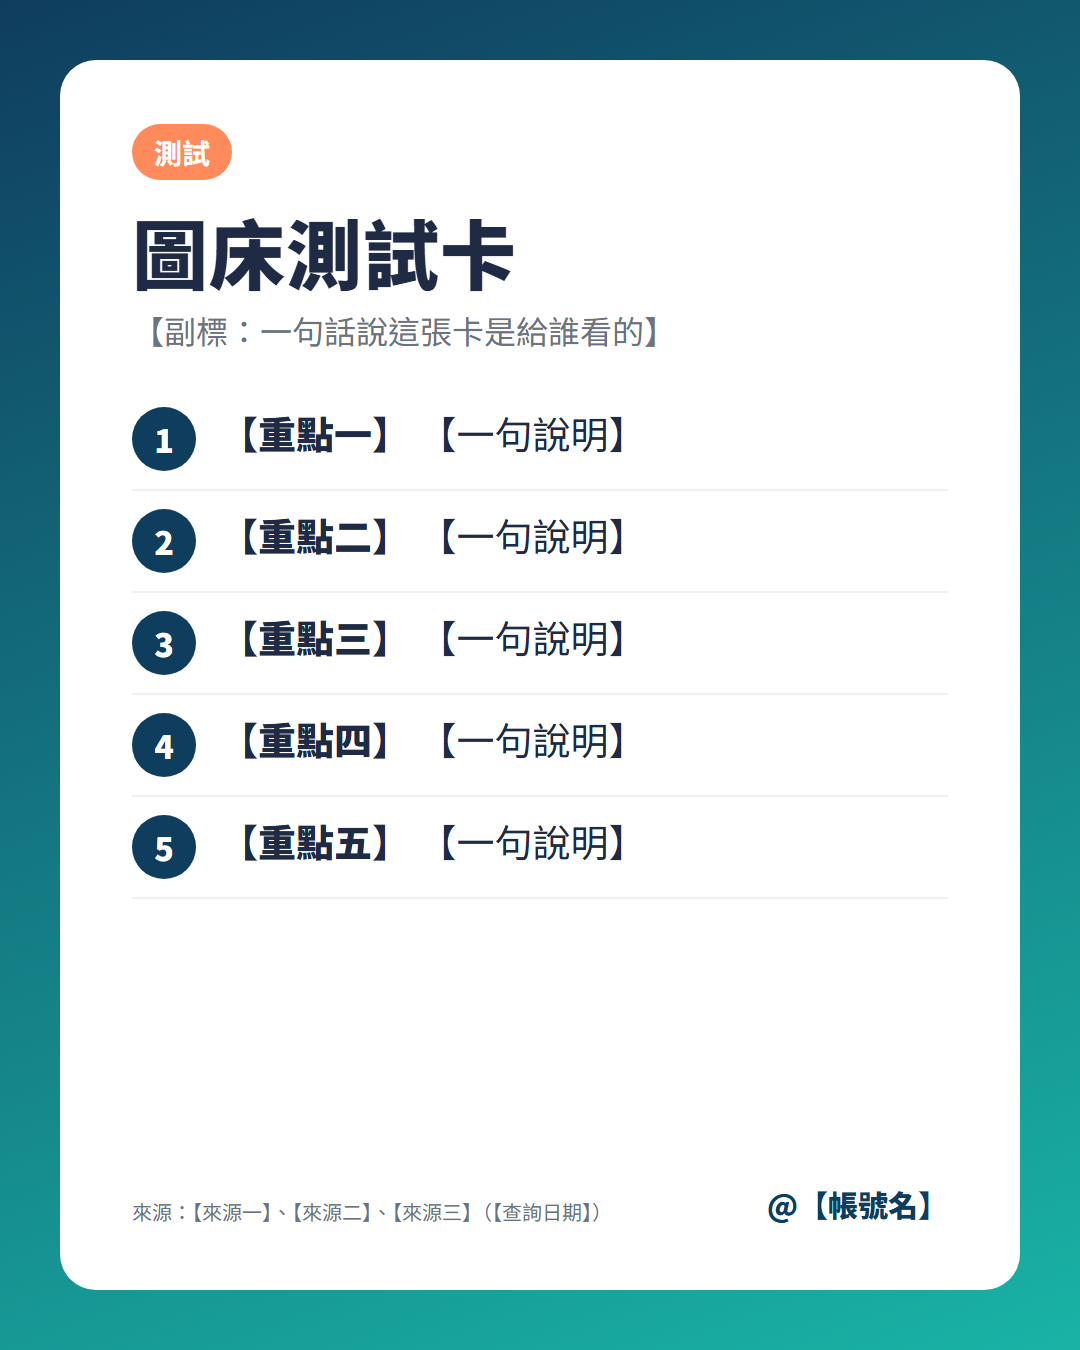 測試
圖床測試卡
【副標：一句話說這張卡是給誰看的】
1 【重點一】 【一句說明】
2 【重點二】 【一句說明】
3 【重點三】 【一句說明】
4 【重點四】 【一句說明】
5 【重點五】 【一句說明】
來源：【來源一】、【來源二】、【來源三】（【查詢日期】）
@【帳號名】